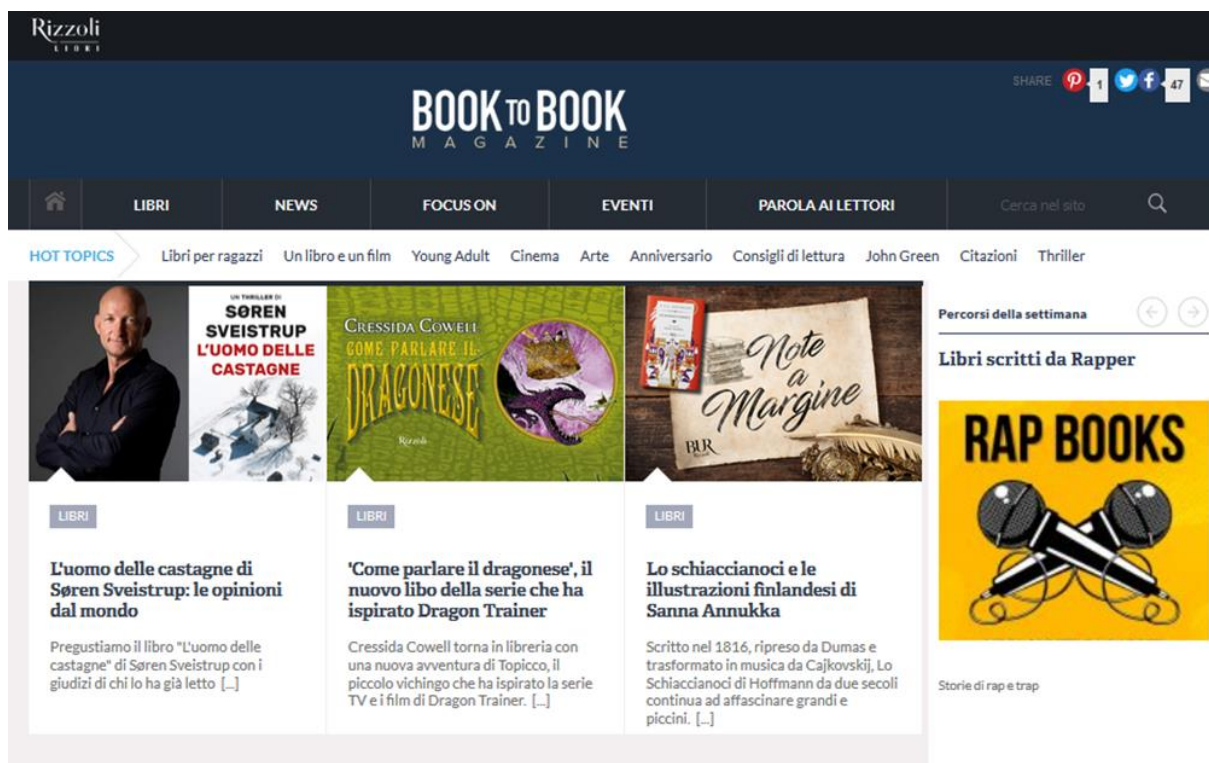 Rizzoli
LIBRI
SHARE
1
47
BOOK TO BOOK
MAGAZINE
LIBRI
NEWS
FOCUS ON
EVENTI
PAROLA AI LETTORI
Cerca nel sito
HOT TOPICS
Libri per ragazzi
Un libro e un film
Young Adult
Cinema
Arte
Anniversario
Consigli di lettura
John Green
Citazioni
Thriller
UN THRILLER DI
SØREN
SVEISTRUP
L'UOMO DELLE
CASTAGNE
CRESSIDA COWELL
COME PARLARE IL
DRAGONESE
Rizzoli
Note
a
Margine
BUR
LIBRI
L'uomo delle castagne di
Søren Sveistrup: le opinioni
dal mondo
Pregustiamo il libro "L'uomo delle
castagne" di Søren Sveistrup con i
giudizi di chi lo ha già letto [...]
LIBRI
'Come parlare il dragonese', il
nuovo libo della serie che ha
ispirato Dragon Trainer
Cressida Cowell torna in libreria con
una nuova avventura di Topicco, il
piccolo vichingo che ha ispirato la serie
TV e i film di Dragon Trainer. [...]
LIBRI
Lo schiaccianoci e le
illustrazioni finlandesi di
Sanna Annukka
Scritto nel 1816, ripreso da Dumas e
trasformato in musica da Cajkovskij, Lo
Schiaccianoci di Hoffmann da due secoli
continua ad affascinare grandi e
piccini. [...]
Percorsi della settimana
Libri scritti da Rapper
RAP BOOKS
Storie di rap e trap